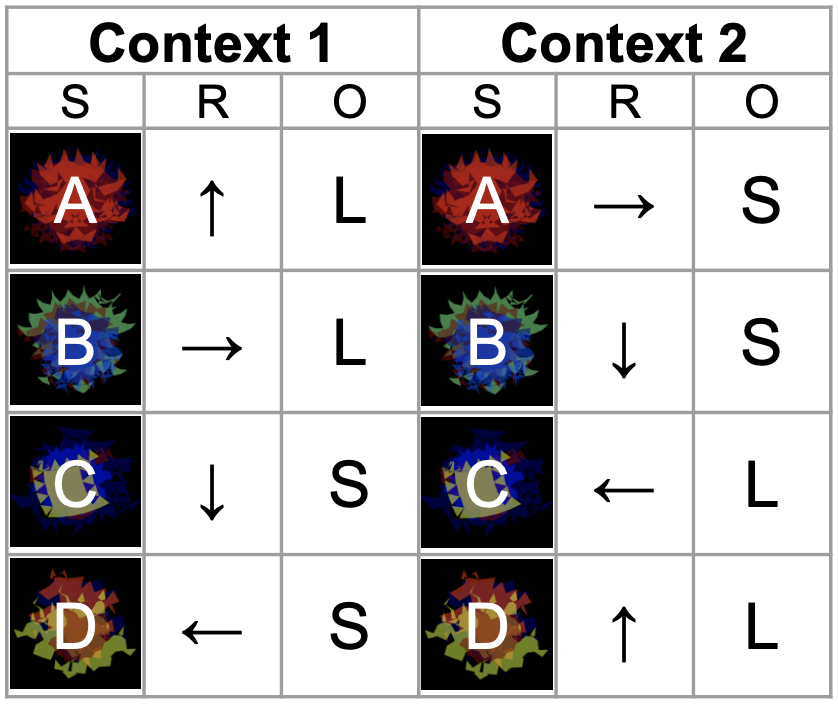 Context 1 Context 2
S R O S R O
A ↑ L A → S
B → L B ↓ S
C ↓ S C ← L
D ← S D ↑ L